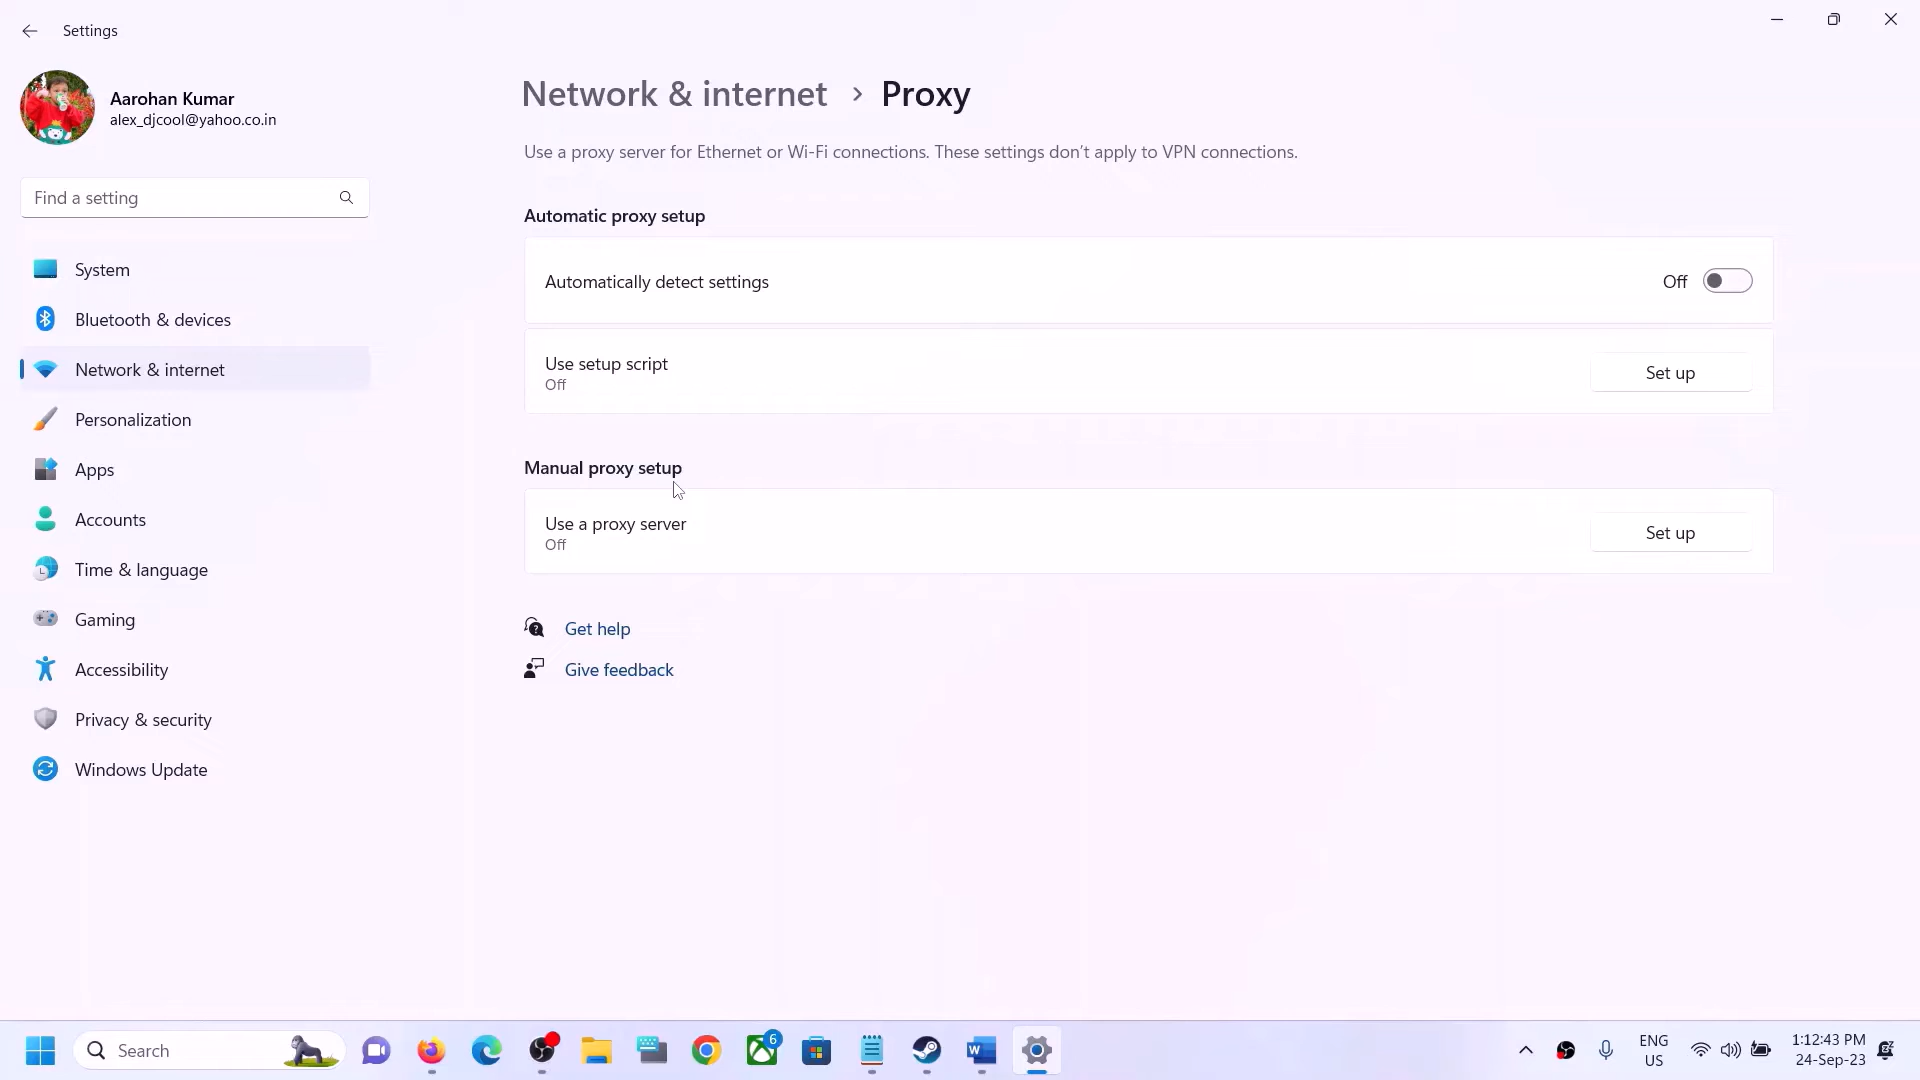 Settings
Aarohan Kumar
alex_djcool@yahoo.co.in
Find a setting
System
Bluetooth & devices
Network & internet
Personalization
Apps
Accounts
Time & language
Gaming
Accessibility
Privacy & security
Windows Update
Network & internet > Proxy
Use a proxy server for Ethernet or Wi-Fi connections. These settings don't apply to VPN connections.
Automatic proxy setup
Automatically detect settings
Off
Use setup script
Off
Set up
Manual proxy setup
Use a proxy server
Off
Set up
Get help
Give feedback
Search
6
ENG
US
1:12:43 PM
24-Sep-23